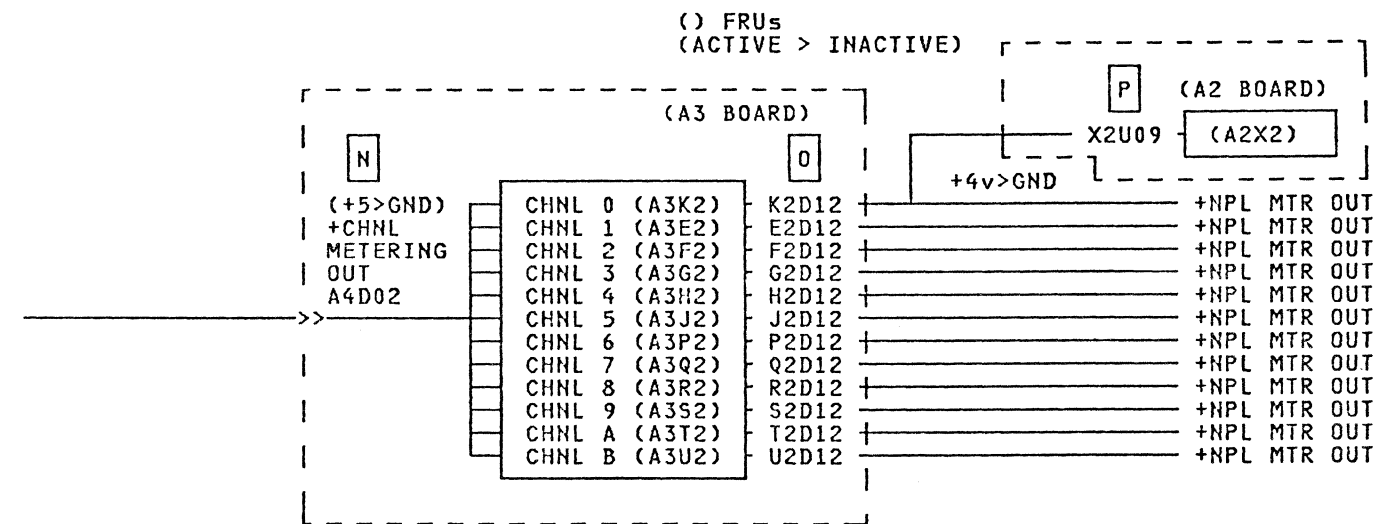 () FRUs
(ACTIVE > INACTIVE)
P (A2 BOARD)
(A3 BOARD)
X2U09 (A2X2)
N O
+4v>GND
(+5>GND) CHNL 0 (A3K2) K2D12 +NPL MTR OUT
+CHNL CHNL 1 (A3E2) E2D12 +NPL MTR OUT
METERING CHNL 2 (A3F2) F2D12 +NPL MTR OUT
OUT CHNL 3 (A3G2) G2D12 +NPL MTR OUT
A4D02 CHNL 4 (A3H2) H2D12 +NPL MTR OUT
>> CHNL 5 (A3J2) J2D12 +NPL MTR OUT
CHNL 6 (A3P2) P2D12 +NPL MTR OUT
CHNL 7 (A3Q2) Q2D12 +NPL MTR OUT
CHNL 8 (A3R2) R2D12 +NPL MTR OUT
CHNL 9 (A3S2) S2D12 +NPL MTR OUT
CHNL A (A3T2) T2D12 +NPL MTR OUT
CHNL B (A3U2) U2D12 +NPL MTR OUT